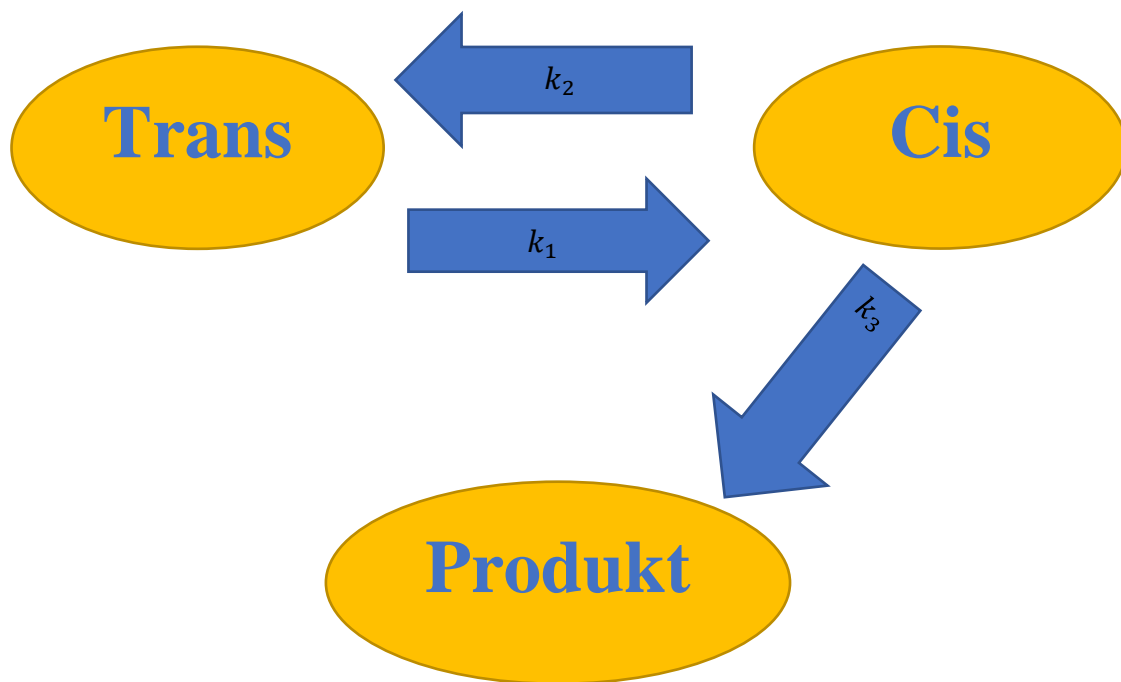 k₂
Trans
Cis
k₁
k₃
Produkt